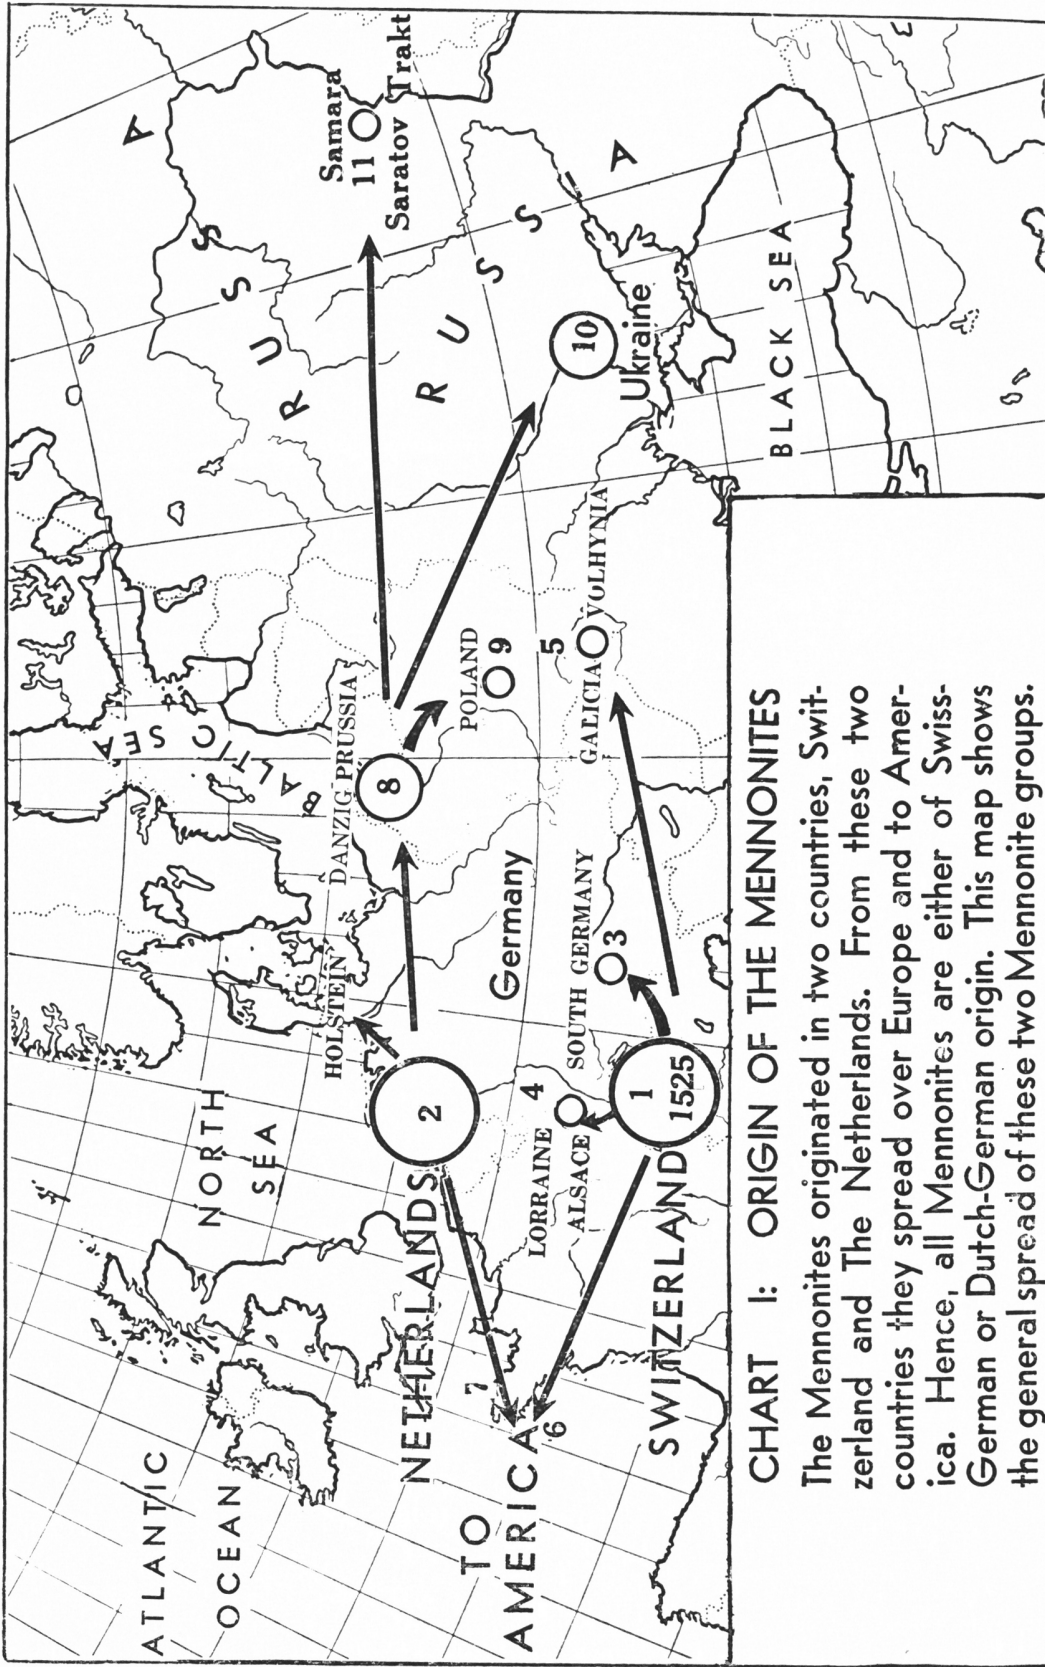 ATLANTIC
OCEAN
NORTH
SEA
BALTIC SEA
RUSSIA
RUSSIA
Samara
11
Saratov Trakt
HOLSTEIN
DANZIG PRUSSIA
8
2
NETHERLANDS
POLAND
9
10
Ukraine
Germany
TO
AMERICA
7
6
LORRAINE
4
ALSACE
SOUTH GERMANY
3
GALICIA
5
VOLHYNIA
1
1525
SWITZERLAND
BLACK SEA
CHART I: ORIGIN OF THE MENNONITES
The Mennonites originated in two countries, Swit-
zerland and The Netherlands. From these two
countries they spread over Europe and to Amer-
ica. Hence, all Mennonites are either of Swiss-
German or Dutch-German origin. This map shows
the general spread of these two Mennonite groups.